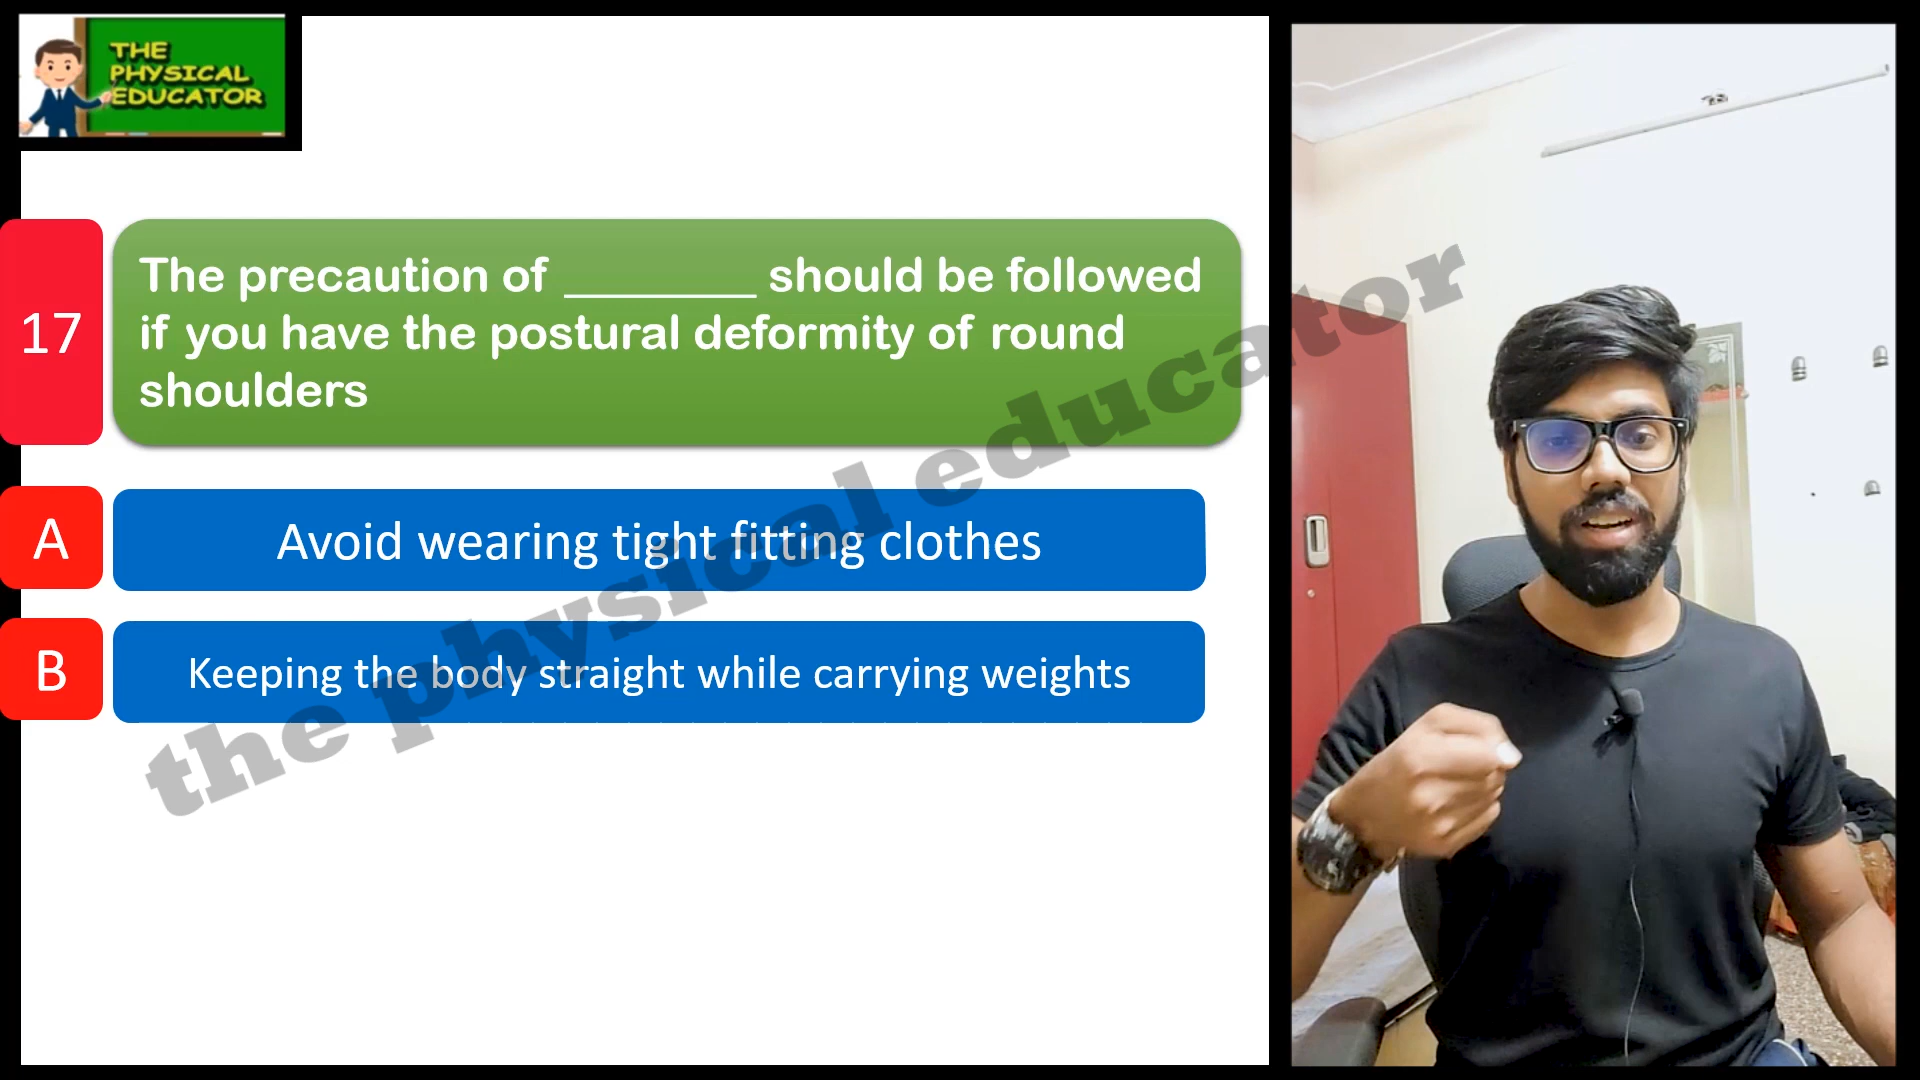 THE
PHYSICAL
EDUCATOR
17
The precaution of ________ should be followed
if you have the postural deformity of round
shoulders
A
Avoid wearing tight fitting clothes
B
Keeping the body straight while carrying weights
the physical educator